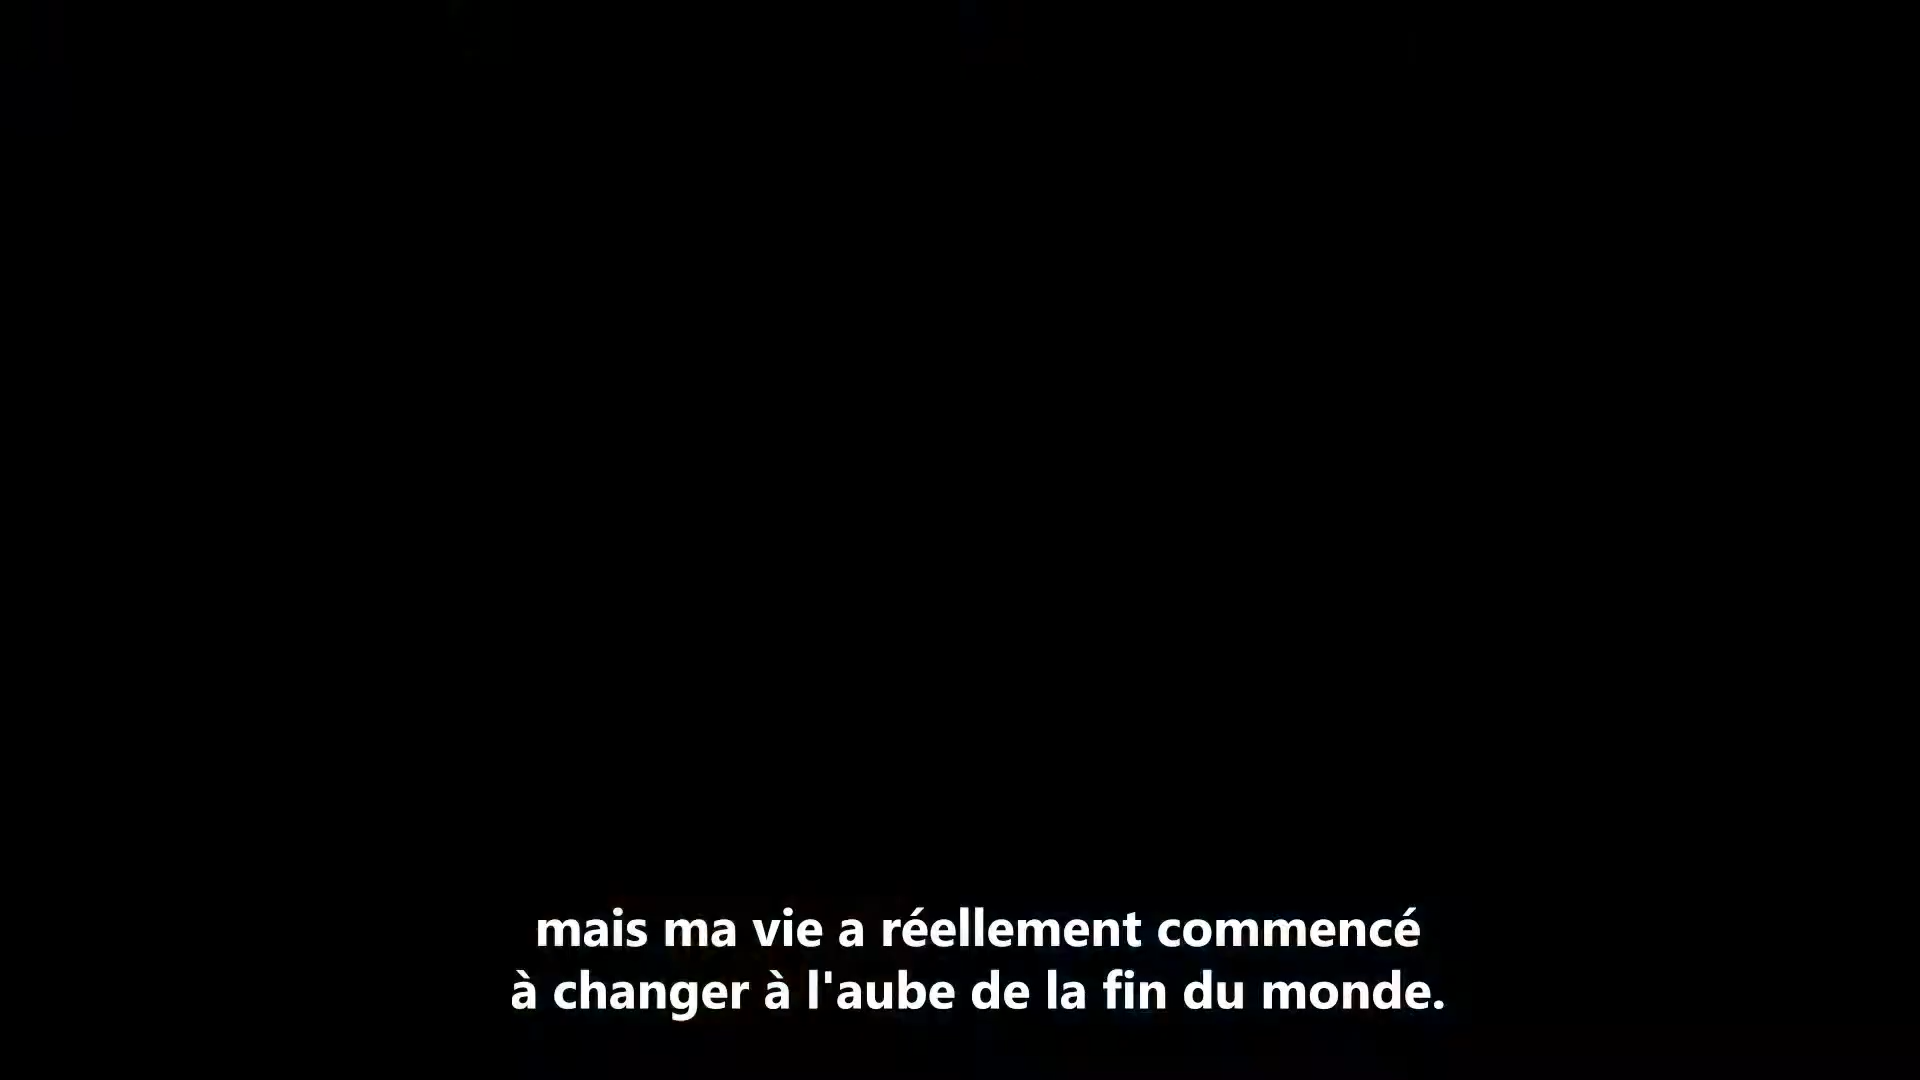 mais ma vie a réellement commencé
à changer à l'aube de la fin du monde.